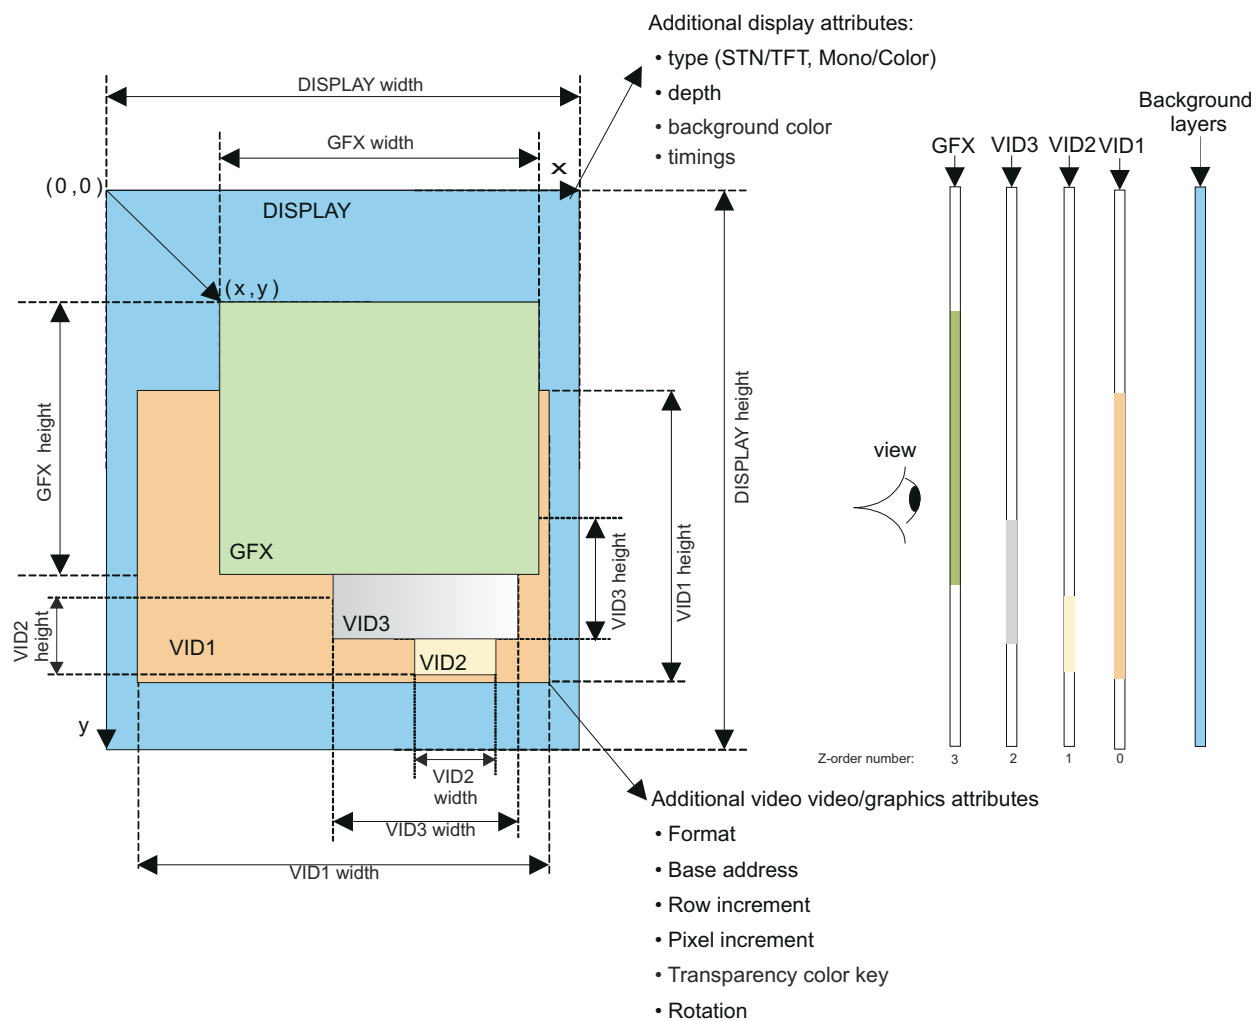 Additional display attributes:
• type (STN/TFT, Mono/Color)
• depth
• background color
• timings
DISPLAY width
GFX width
x
(0,0)
DISPLAY
(x,y)
GFX height
DISPLAY height
GFX
VID3 height
VID1 height
VID2
height
VID3
VID1
VID2
y
VID2
width
VID3 width
VID1 width
Background
layers
GFX
VID3
VID2
VID1
view
Z-order number:
3
2
1
0
Additional video video/graphics attributes
• Format
• Base address
• Row increment
• Pixel increment
• Transparency color key
• Rotation